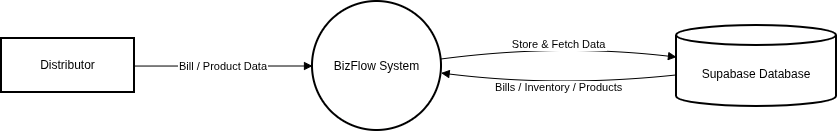 Distributor
Bill / Product Data
BizFlow System
Store & Fetch Data
Bills / Inventory / Products
Supabase Database